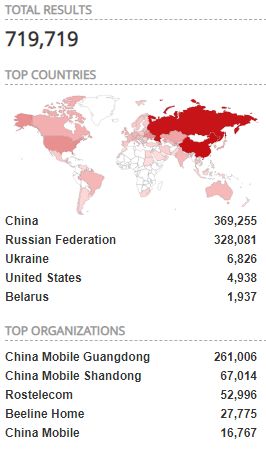 TOTAL RESULTS
719,719
TOP COUNTRIES
China 369,255
Russian Federation 328,081
Ukraine 6,826
United States 4,938
Belarus 1,937
TOP ORGANIZATIONS
China Mobile Guangdong 261,006
China Mobile Shandong 67,014
Rostelecom 52,996
Beeline Home 27,775
China Mobile 16,767